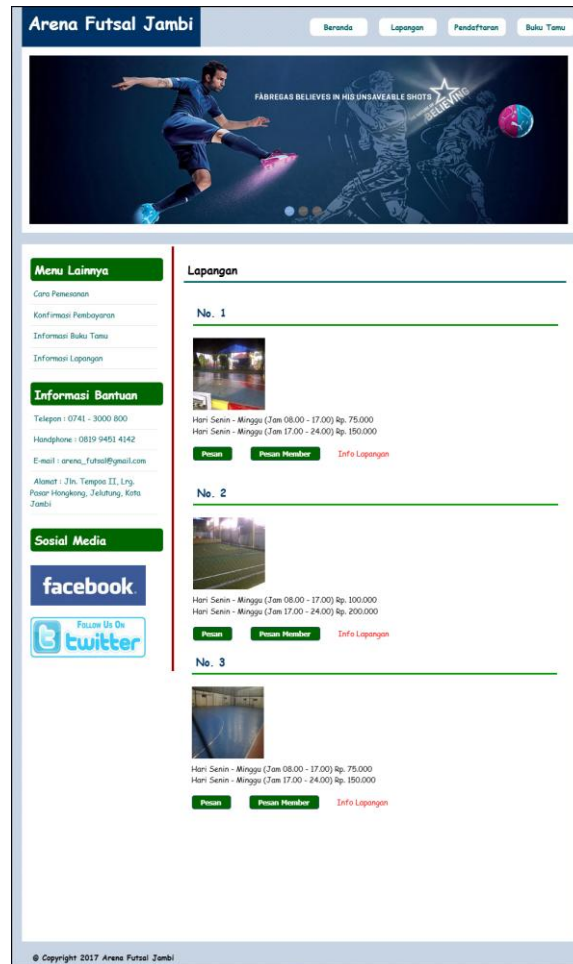 Arena Futsal Jambi
Beranda
Lapangan
Pendaftaran
Buku Tamu
FÀBREGAS BELIEVES IN HIS UNSAVEABLE SHOTS
BELIEVING
Menu Lainnya
Cara Pemesanan
Konfirmasi Pembayaran
Informasi Buku Tamu
Informasi Lapangan
Informasi Bantuan
Telepon : 0741 - 3000 800
Handphone : 0819 9451 4142
E-mail : arena_futsal@gmail.com
Alamat : Jln. Tempoa II, Lrg.
Pasar Hongkong, Jelutung, Kota
Jambi
Sosial Media
facebook.
Follow Us On
twitter
Lapangan
No. 1
Hari Senin - Minggu (Jam 08.00 - 17.00) Rp. 75.000
Hari Senin - Minggu (Jam 17.00 - 24.00) Rp. 150.000
Pesan
Pesan Member
Info Lapangan
No. 2
Hari Senin - Minggu (Jam 08.00 - 17.00) Rp. 100.000
Hari Senin - Minggu (Jam 17.00 - 24.00) Rp. 200.000
Pesan
Pesan Member
Info Lapangan
No. 3
Hari Senin - Minggu (Jam 08.00 - 17.00) Rp. 75.000
Hari Senin - Minggu (Jam 17.00 - 24.00) Rp. 150.000
Pesan
Pesan Member
Info Lapangan
© Copyright 2017 Arena Futsal Jambi